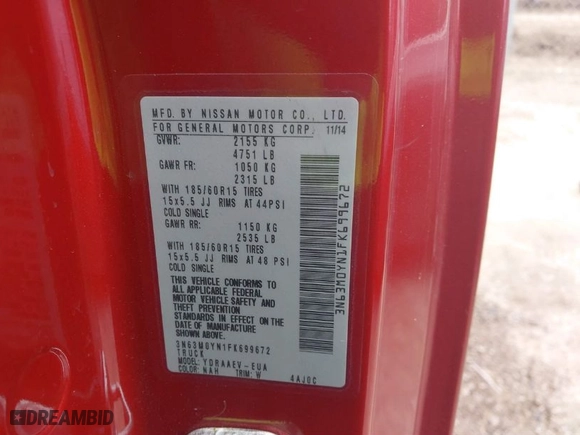 MFD. BY NISSAN MOTOR CO., LTD.
FOR GENERAL MOTORS CORP. 11/14
GVWR: 2155 KG
4751 LB
GAWR FR: 1050 KG
2315 LB
WITH 185/60R15 TIRES
15x5.5 JJ RIMS AT 44PSI
COLD SINGLE
GAWR RR: 1150 KG
2535 LB
WITH 185/60R15 TIRES
15x5.5 JJ RIMS AT 48 PSI
COLD SINGLE
THIS VEHICLE CONFORMS TO
ALL APPLICABLE FEDERAL
MOTOR VEHICLE SAFETY AND
THEFT PREVENTION
STANDARDS IN EFFECT ON THE
DATE OF MANUFACTURE
SHOWN ABOVE.
3N63M0YN1FK699672
TRUCK
MODEL: YDRAAEV-EUA
COLOR: NAH TRIM: W 4AJ0C
3N63M0YN1FK699672
DREAMBID